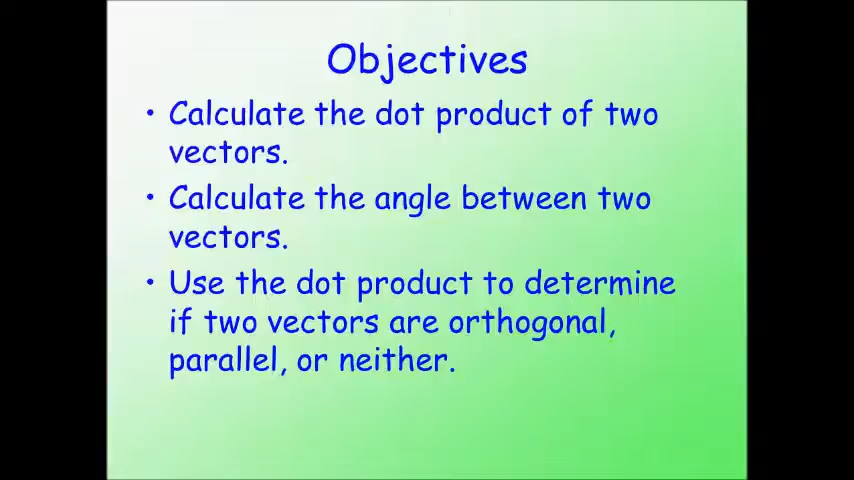 Objectives
• Calculate the dot product of two
vectors.
• Calculate the angle between two
vectors.
• Use the dot product to determine
if two vectors are orthogonal,
parallel, or neither.